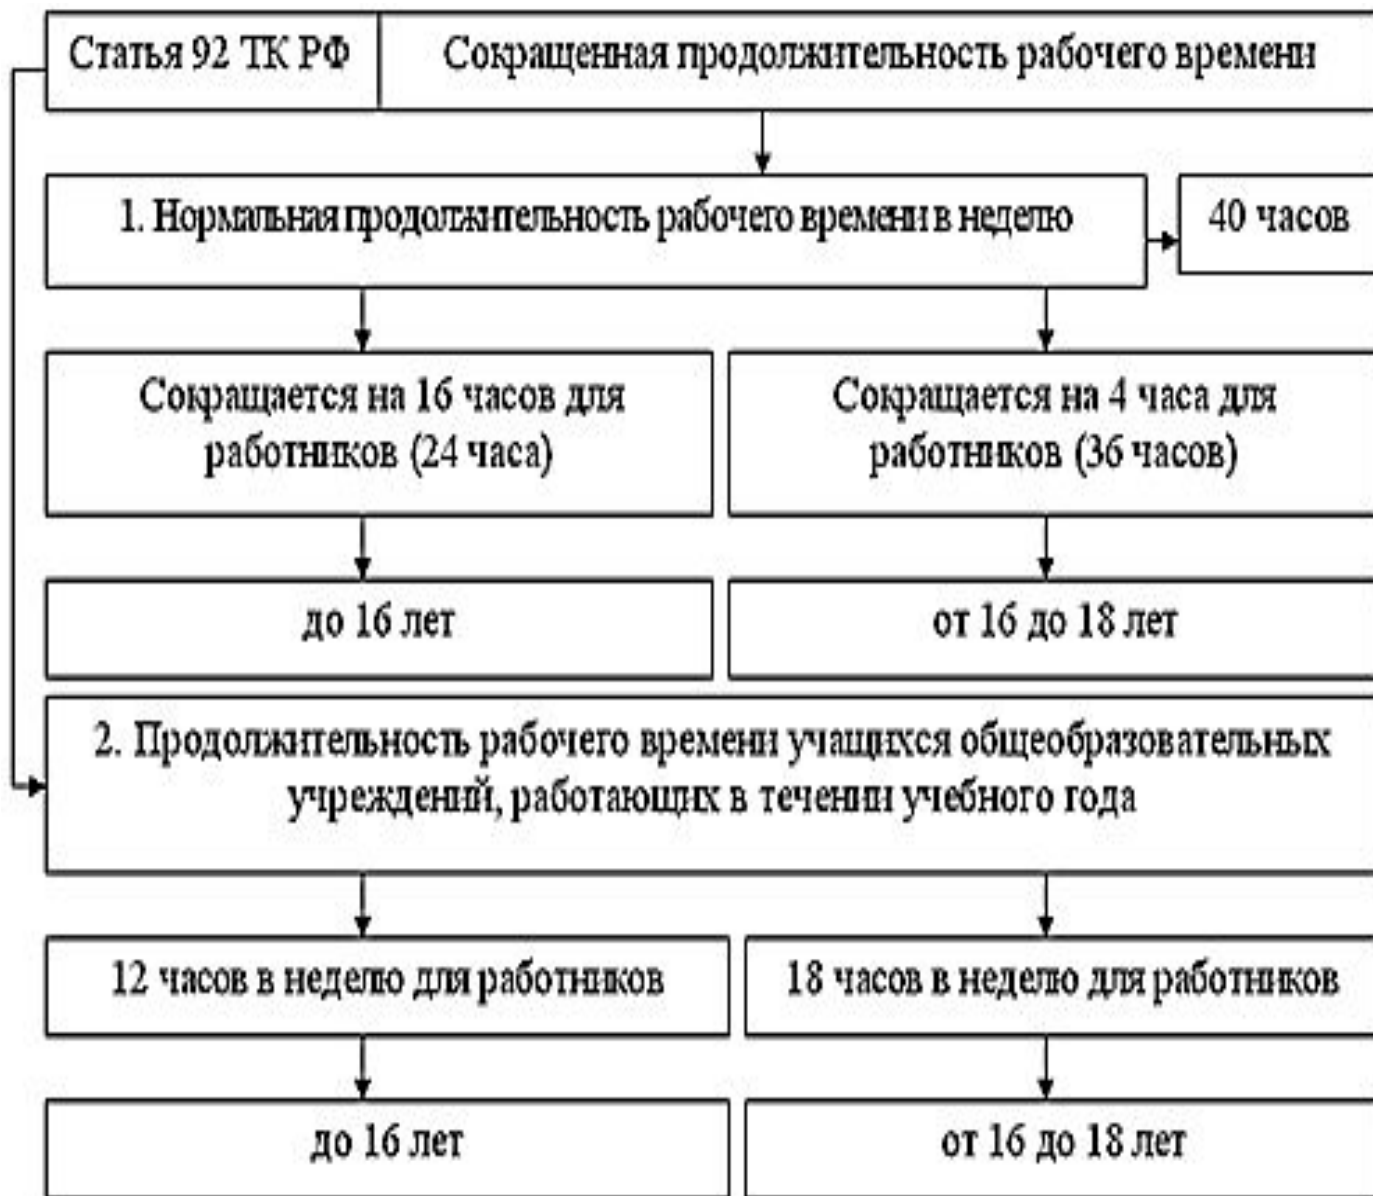 Статья 92 ТК РФ
Сокращенная продолжительность рабочего времени
1. Нормальная продолжительность рабочего времени в неделю
40 часов
Сокращается на 16 часов для
работников (24 часа)
Сокращается на 4 часа для
работников (36 часов)
до 16 лет
от 16 до 18 лет
2. Продолжительность рабочего времени учащихся общеобразовательных
учреждений, работающих в течении учебного года
12 часов в неделю для работников
18 часов в неделю для работников
до 16 лет
от 16 до 18 лет